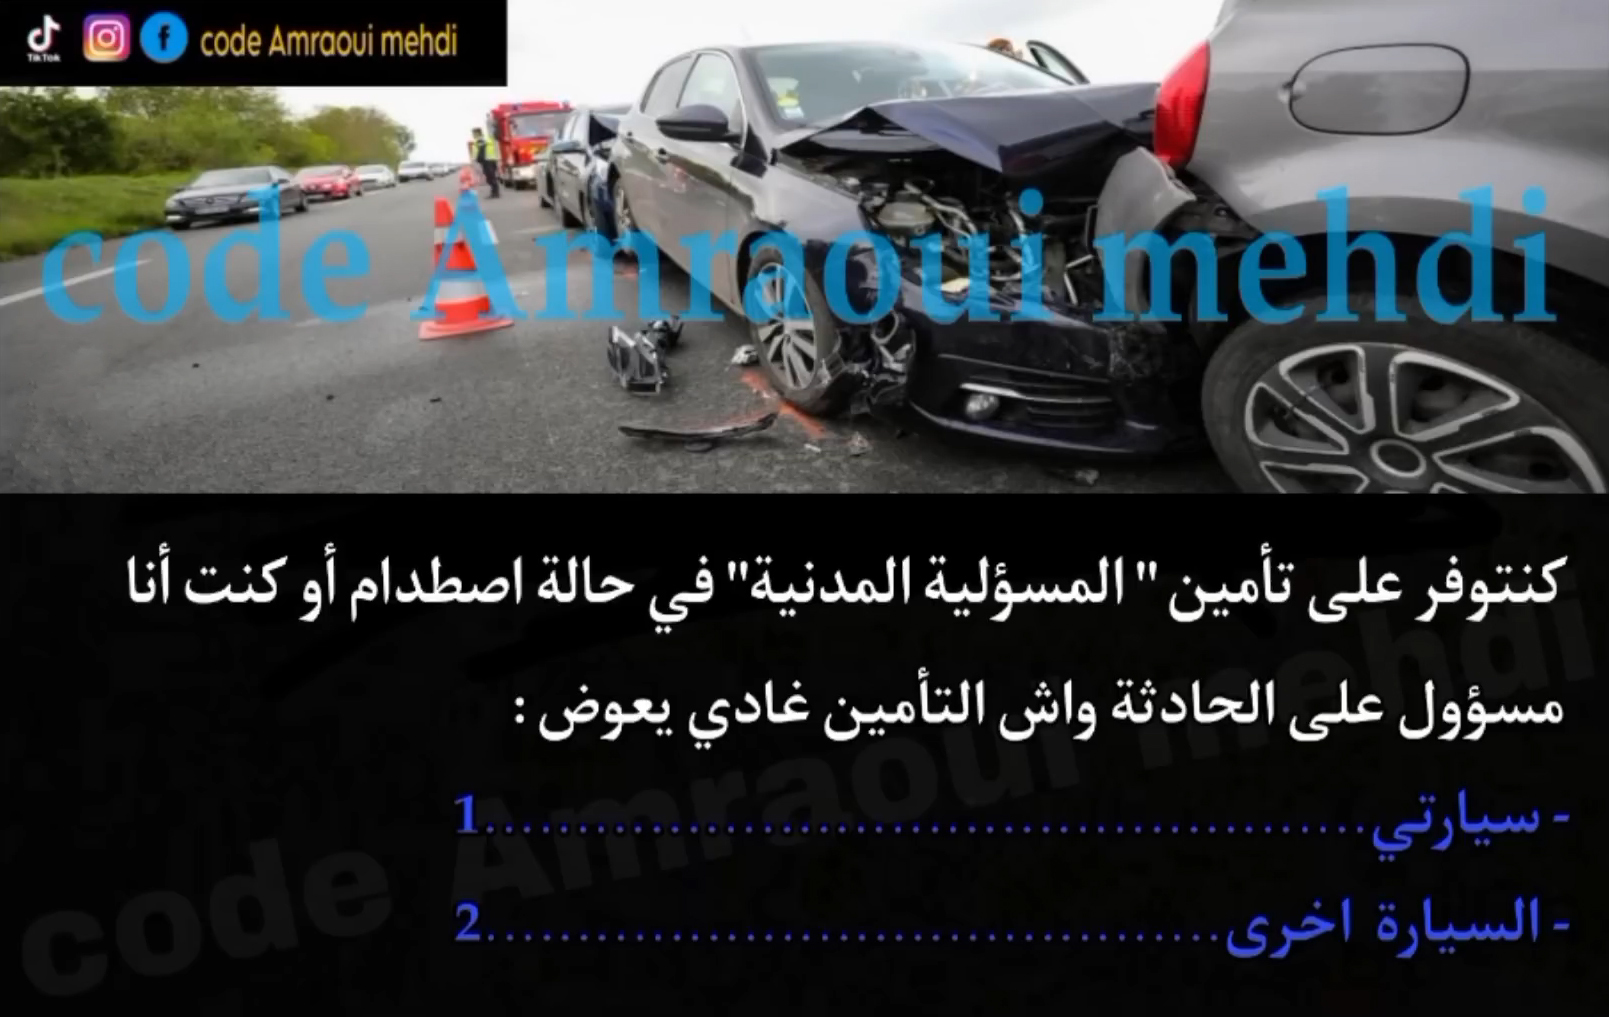 TikTok
code Amraoui mehdi
code Amraoui mehdi
كنتوفر على تأمين " المسؤلية المدنية" في حالة اصطدام أو كنت أنا
مسؤول على الحادثة واش التأمين غادي يعوض :
- سيارتي................................................1
- السيارة اخرى........................................2
code Amraoui mehdi